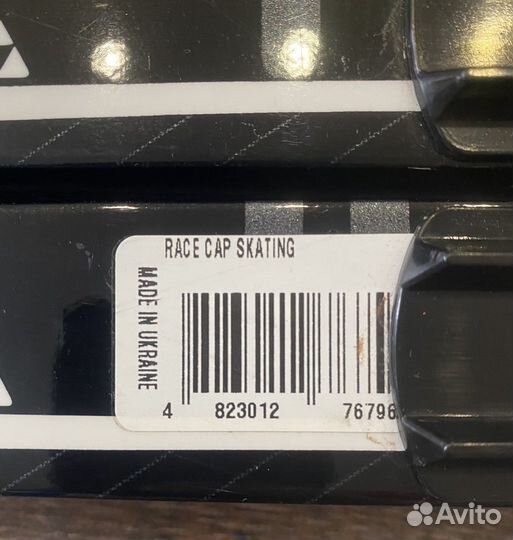 RACE CAP SKATING
MADE IN UKRAINE
4 823012 76796
Avito